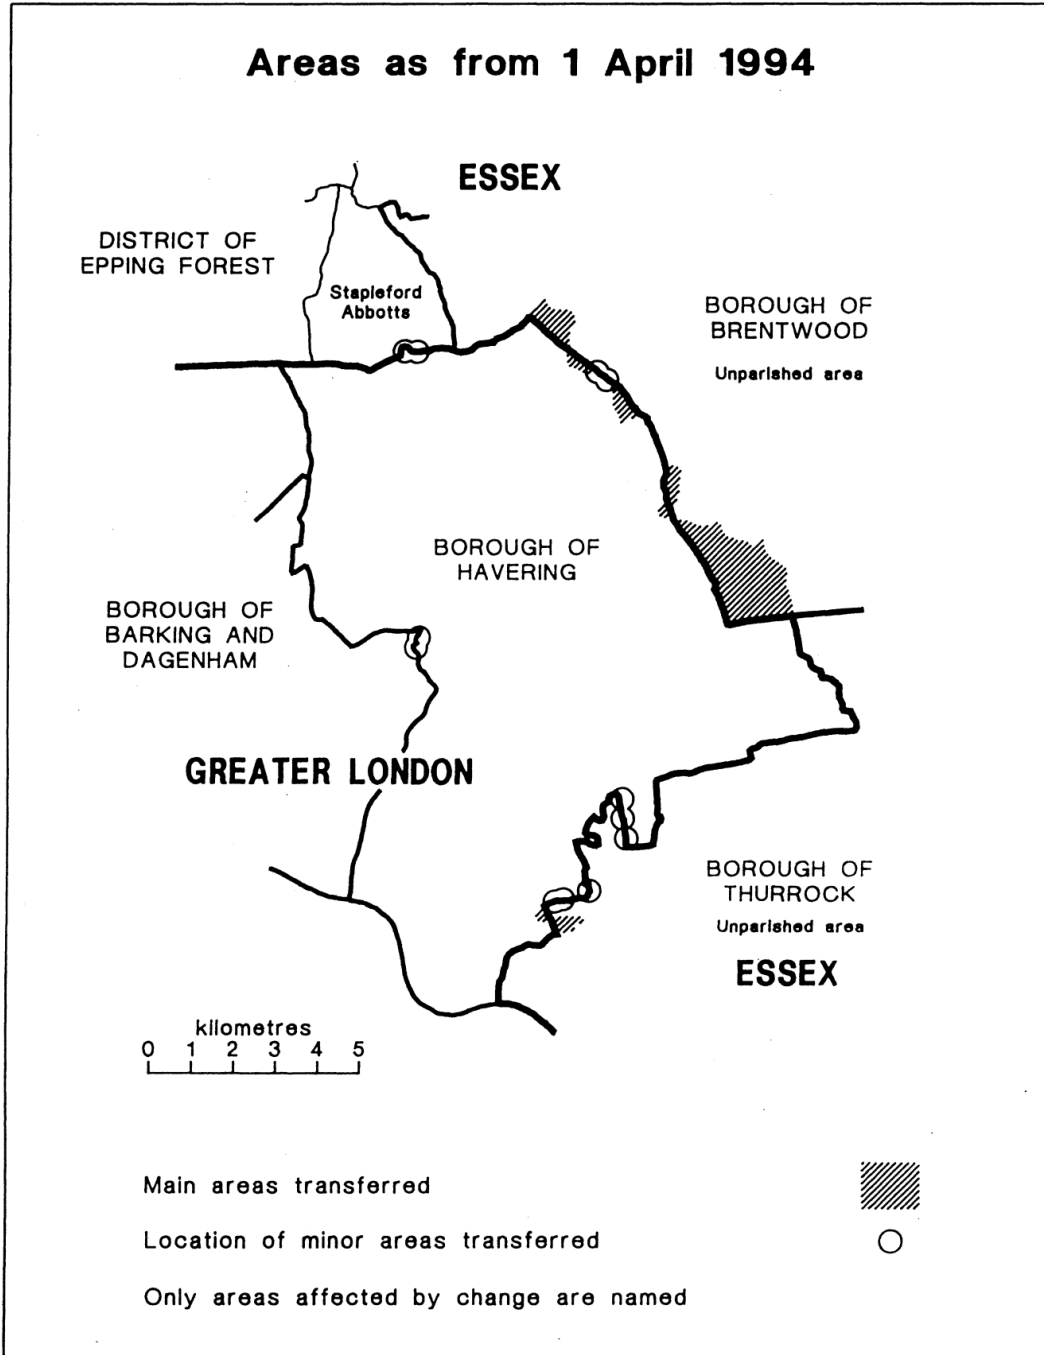 Areas as from 1 April 1994
ESSEX
DISTRICT OF
EPPING FOREST
Stapleford
Abbotts
BOROUGH OF
BRENTWOOD
Unparished area
BOROUGH OF
HAVERING
BOROUGH OF
BARKING AND
DAGENHAM
GREATER LONDON
BOROUGH OF
THURROCK
Unparished area
ESSEX
kilometres
0 1 2 3 4 5
Main areas transferred
Location of minor areas transferred
Only areas affected by change are named